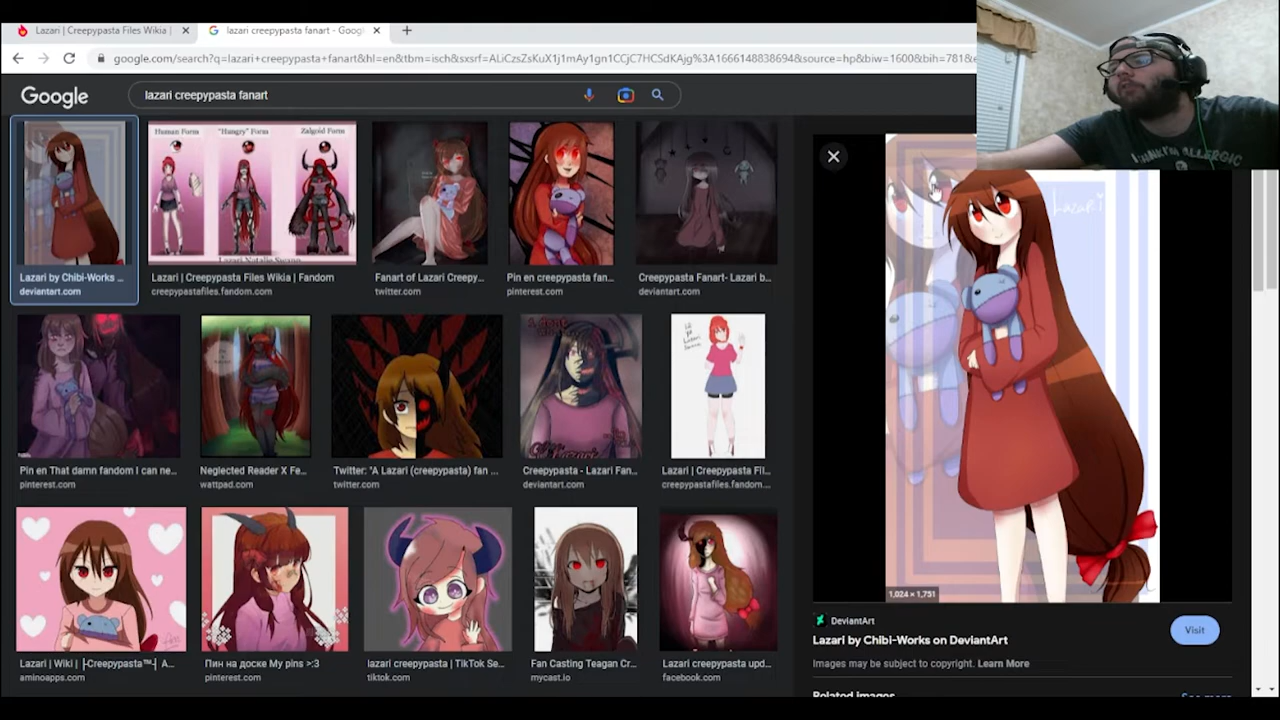 Lazari | Creepypasta Files Wikia |
lazari creepypasta fanart - Googl
google.com/search?q=lazari+creepypasta+fanart&hl=en&tbm=isch&sxsrf=ALiCzsZsKuX1j1mAy1gn1CCjC7HCSdKAjg%3A1666148838694&source=hp&biw=1600&bih=781&e
Google
lazari creepypasta fanart
Human Form
"Hangry" Form
Zalgoid Form
Lazari Natalie Swann
Lazari by Chibi-Works ...
deviantart.com
Lazari | Creepypasta Files Wikia | Fandom
creepypastafiles.fandom.com
Fanart of Lazari Creepy...
twitter.com
Pin en creepypasta fan...
pinterest.com
Creepypasta Fanart- Lazari b...
deviantart.com
Lazari
Pin en That damn fandom I can ne...
pinterest.com
Neglected Reader X Fe...
wattpad.com
Twitter: "A Lazari (creepypasta) fan ...
twitter.com
Creepypasta - Lazari Fan...
deviantart.com
Lazari | Creepypasta Fil...
creepypastafiles.fandom...
Lazari | Wiki | ├Creepypasta™┤ A...
aminoapps.com
Пин на доске My pins >:3
pinterest.com
lazari creepypasta | TikTok Se...
tiktok.com
Fan Casting Teagan Cr...
mycast.io
Lazari creepypasta upd...
facebook.com
1,024 × 1,751
DeviantArt
Lazari by Chibi-Works on DeviantArt
Visit
Images may be subject to copyright. Learn More
Related images
See more